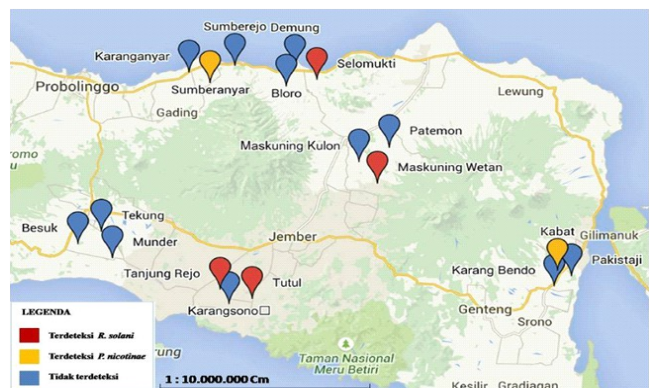 Sumberejo Demung
Karanganyar
Selomukti
Probolinggo
Sumberanyar
Bloro
Lewung
Gading
Patemon
Maskuning Kulon
Maskuning Wetan
Tekung
Besuk
Munder
Jember
Kabat
Gilimanuk
Pakistaji
Karang Bendo
Tanjung Rejo
Tutul
Karangsono
Genteng
Srono
LEGENDA
Terdeteksi R. solani
Terdeteksi P. nicotinae
Tidak terdeteksi
Taman Nasional
Meru Betiri
1 : 10.000.000 Cm
Kesilir
Gradjagan